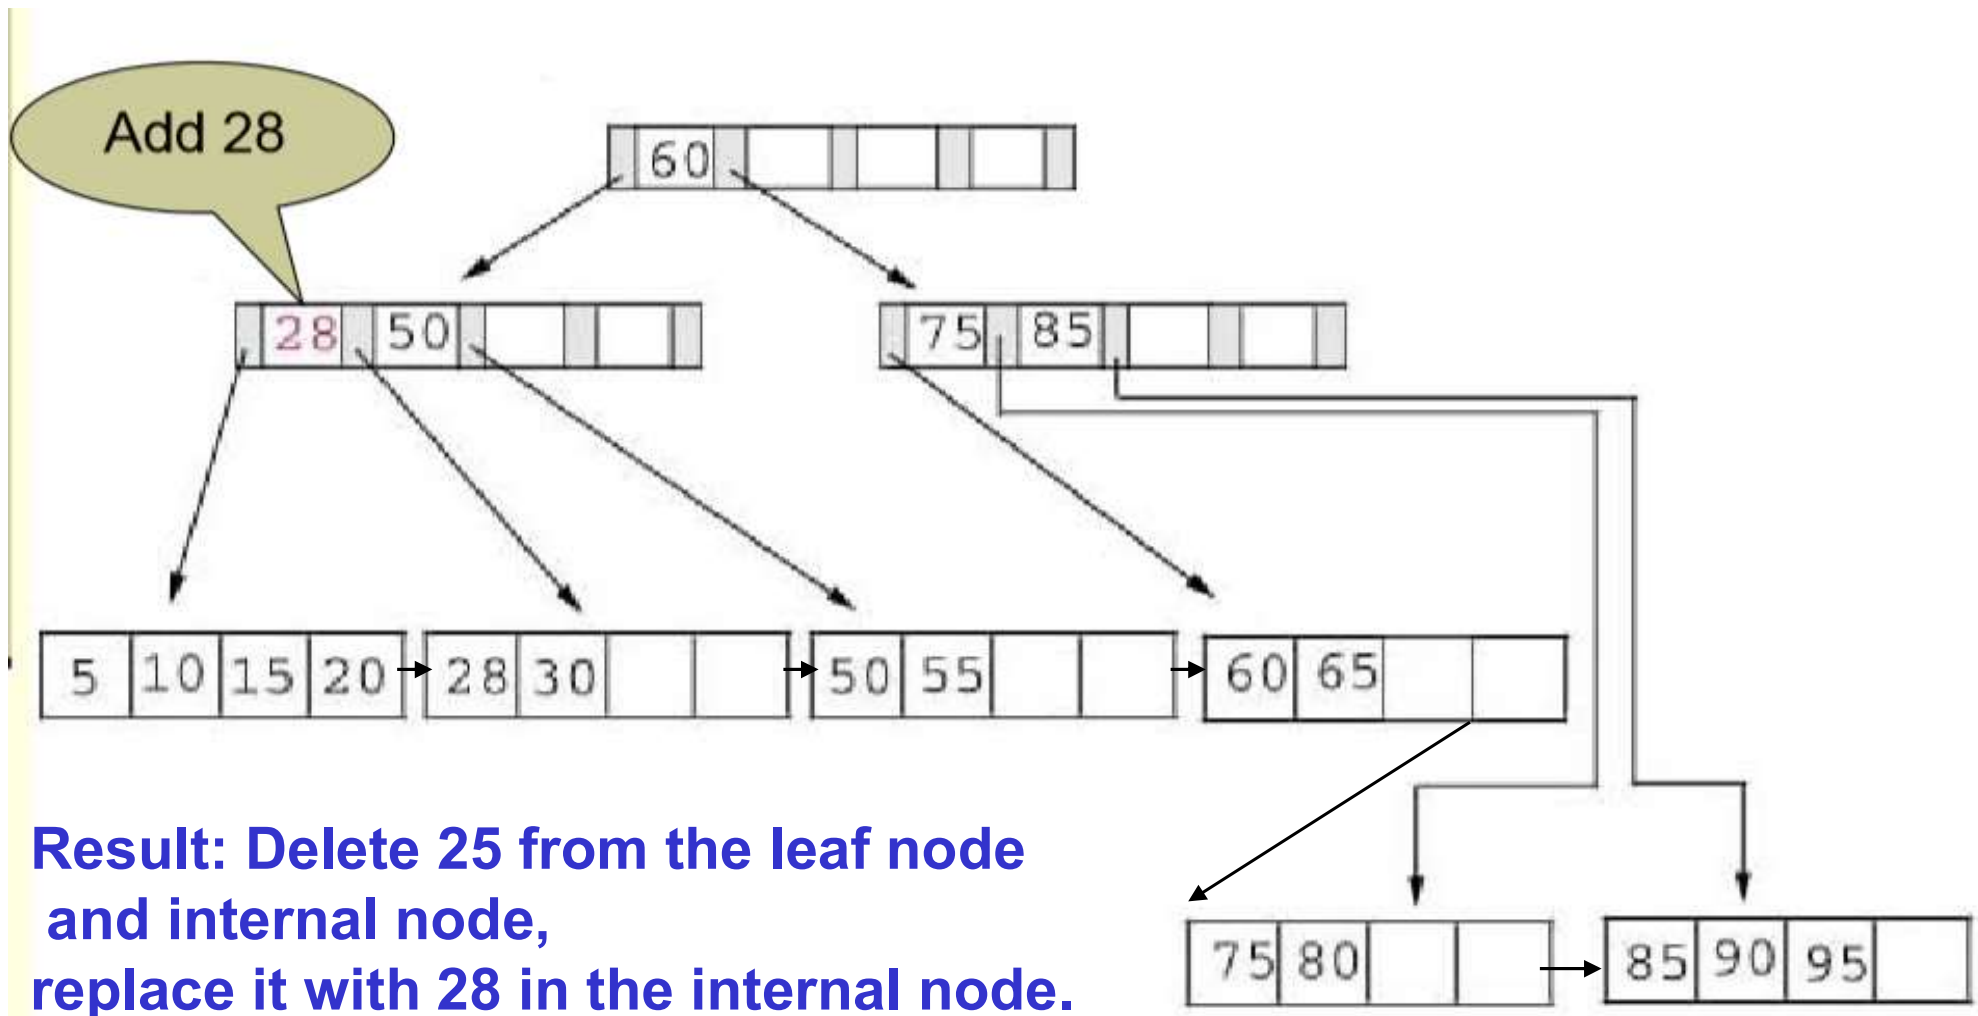 Add 28
60
28 50
75 85
5 10 15 20
28 30
50 55
60 65
Result: Delete 25 from the leaf node
and internal node,
replace it with 28 in the internal node.
75 80
85 90 95